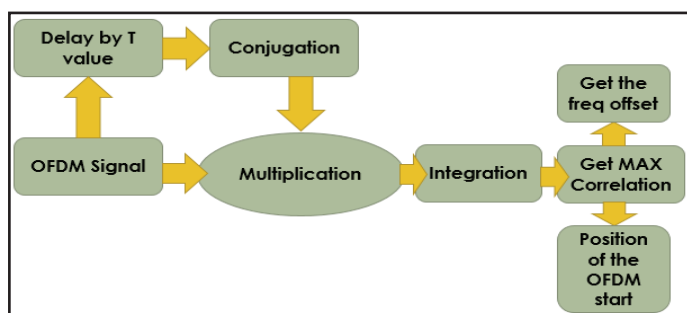 Delay by T
value
Conjugation
Get the
freq offset
OFDM Signal
Multiplication
Integration
Get MAX
Correlation
Position
of the
OFDM
start